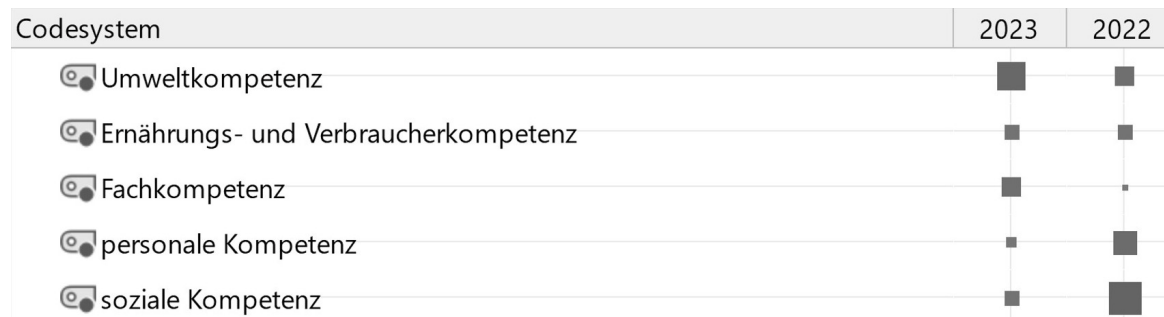 Codesystem 2023 2022
Umweltkompetenz
Ernährungs- und Verbraucherkompetenz
Fachkompetenz
personale Kompetenz
soziale Kompetenz